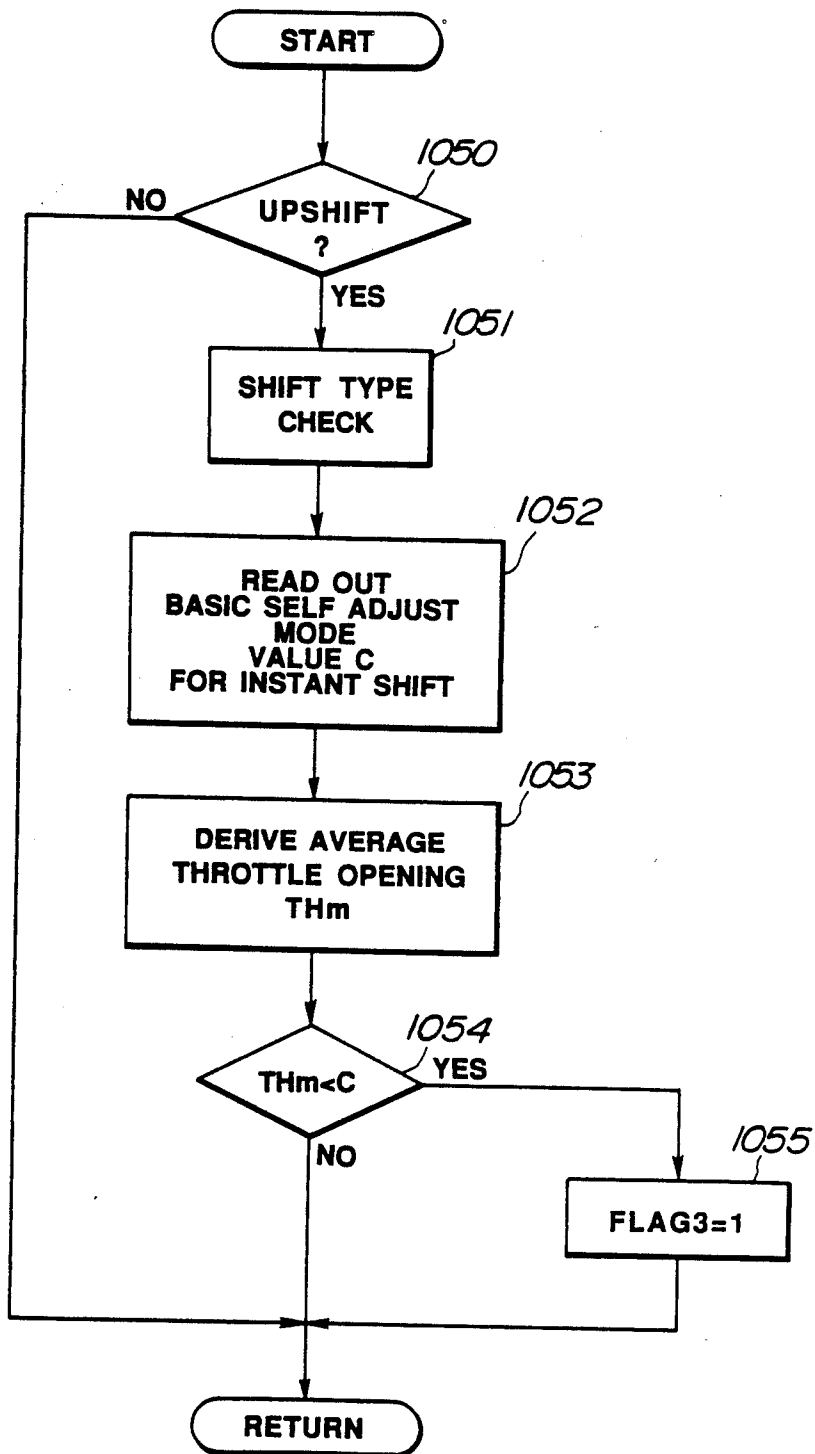 START
1050
NO
UPSHIFT
?
YES
1051
SHIFT TYPE
CHECK
1052
READ OUT
BASIC SELF ADJUST
MODE
VALUE C
FOR INSTANT SHIFT
1053
DERIVE AVERAGE
THROTTLE OPENING
THm
1054
THm<C
YES
NO
1055
FLAG3=1
RETURN